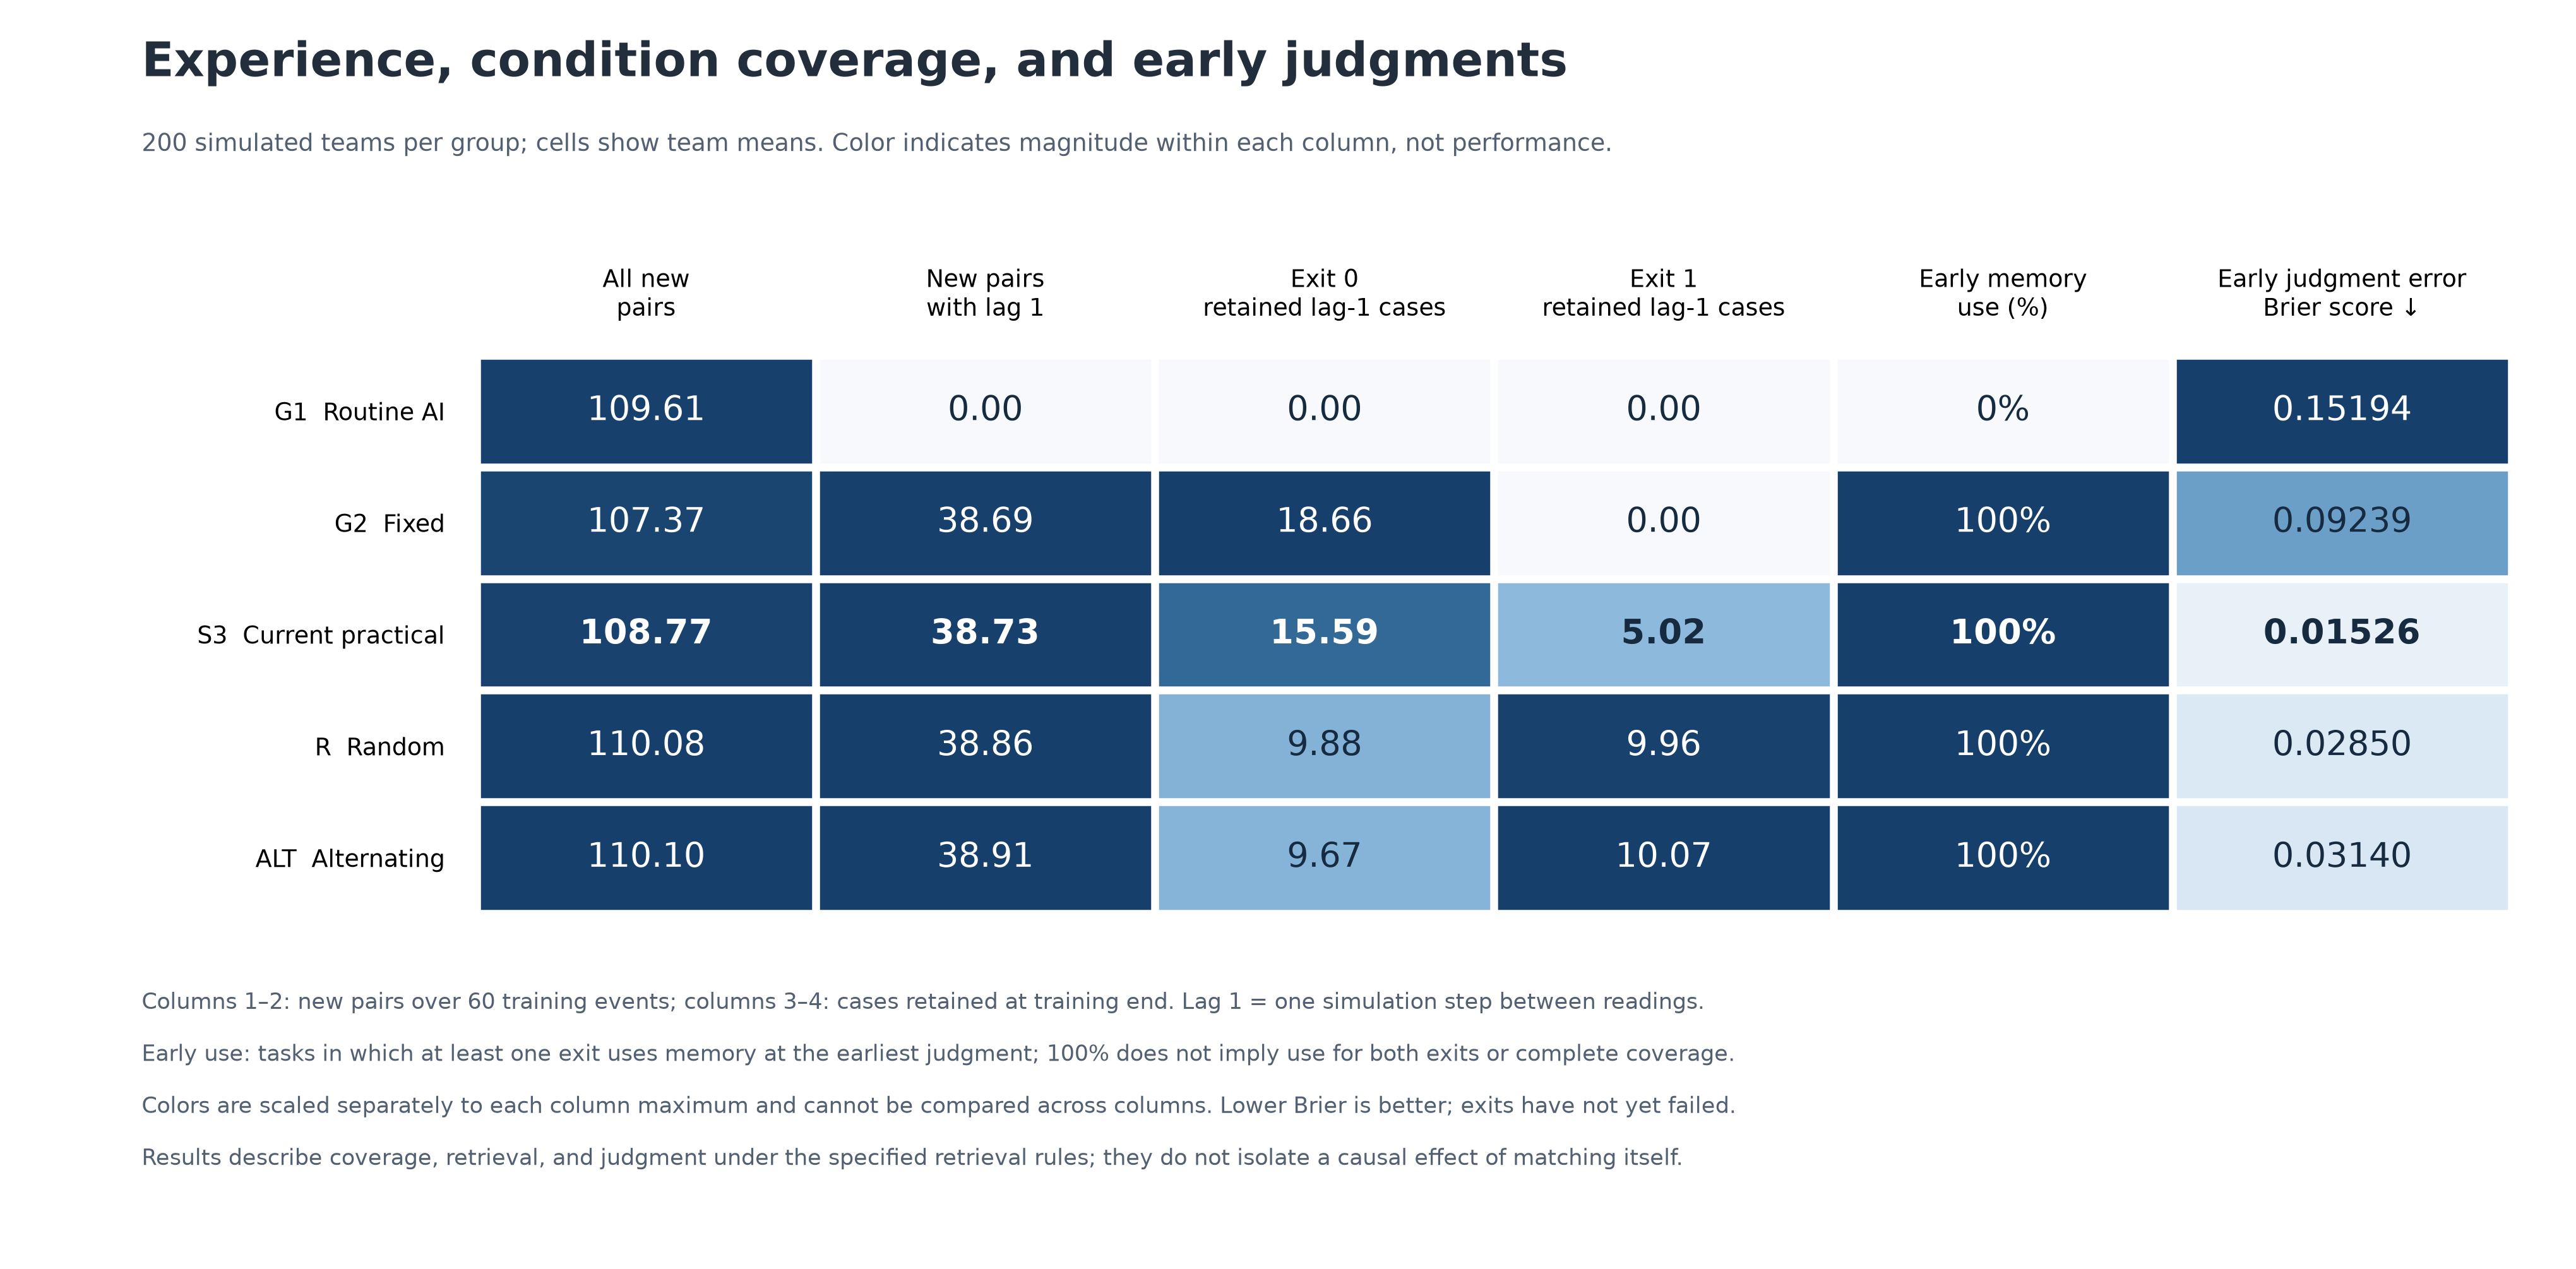 Experience, condition coverage, and early judgments
200 simulated teams per group; cells show team means. Color indicates magnitude within each column, not performance.
All new
pairs
New pairs
with lag 1
Exit 0
retained lag-1 cases
Exit 1
retained lag-1 cases
Early memory
use (%)
Early judgment error
Brier score ↓
G1  Routine AI 109.61 0.00 0.00 0.00 0% 0.15194
G2  Fixed 107.37 38.69 18.66 0.00 100% 0.09239
S3  Current practical 108.77 38.73 15.59 5.02 100% 0.01526
R  Random 110.08 38.86 9.88 9.96 100% 0.02850
ALT  Alternating 110.10 38.91 9.67 10.07 100% 0.03140
Columns 1–2: new pairs over 60 training events; columns 3–4: cases retained at training end. Lag 1 = one simulation step between readings.
Early use: tasks in which at least one exit uses memory at the earliest judgment; 100% does not imply use for both exits or complete coverage.
Colors are scaled separately to each column maximum and cannot be compared across columns. Lower Brier is better; exits have not yet failed.
Results describe coverage, retrieval, and judgment under the specified retrieval rules; they do not isolate a causal effect of matching itself.